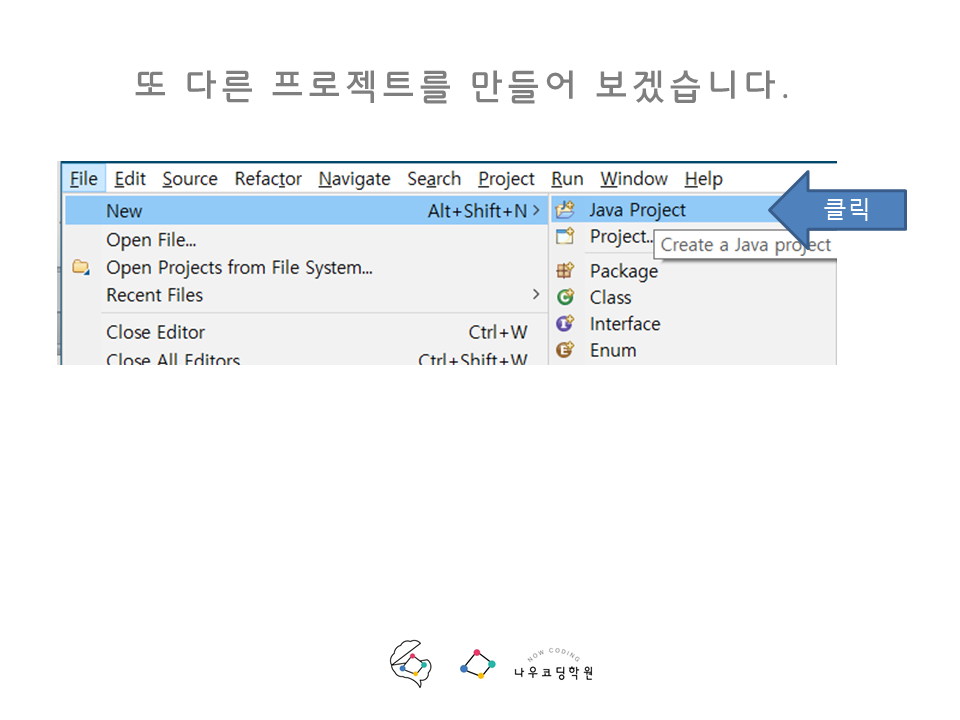 또 다른 프로젝트를 만들어 보겠습니다.
File Edit Source Refactor Navigate Search Project Run Window Help
New Alt+Shift+N > Java Project 클릭
Open File... Project.. Create a Java project
Open Projects from File System... Package
Recent Files > Class
Interface
Close Editor Ctrl+W Enum
Close All Editors Ctrl+Shift+W
NOW CODING
나우코딩학원